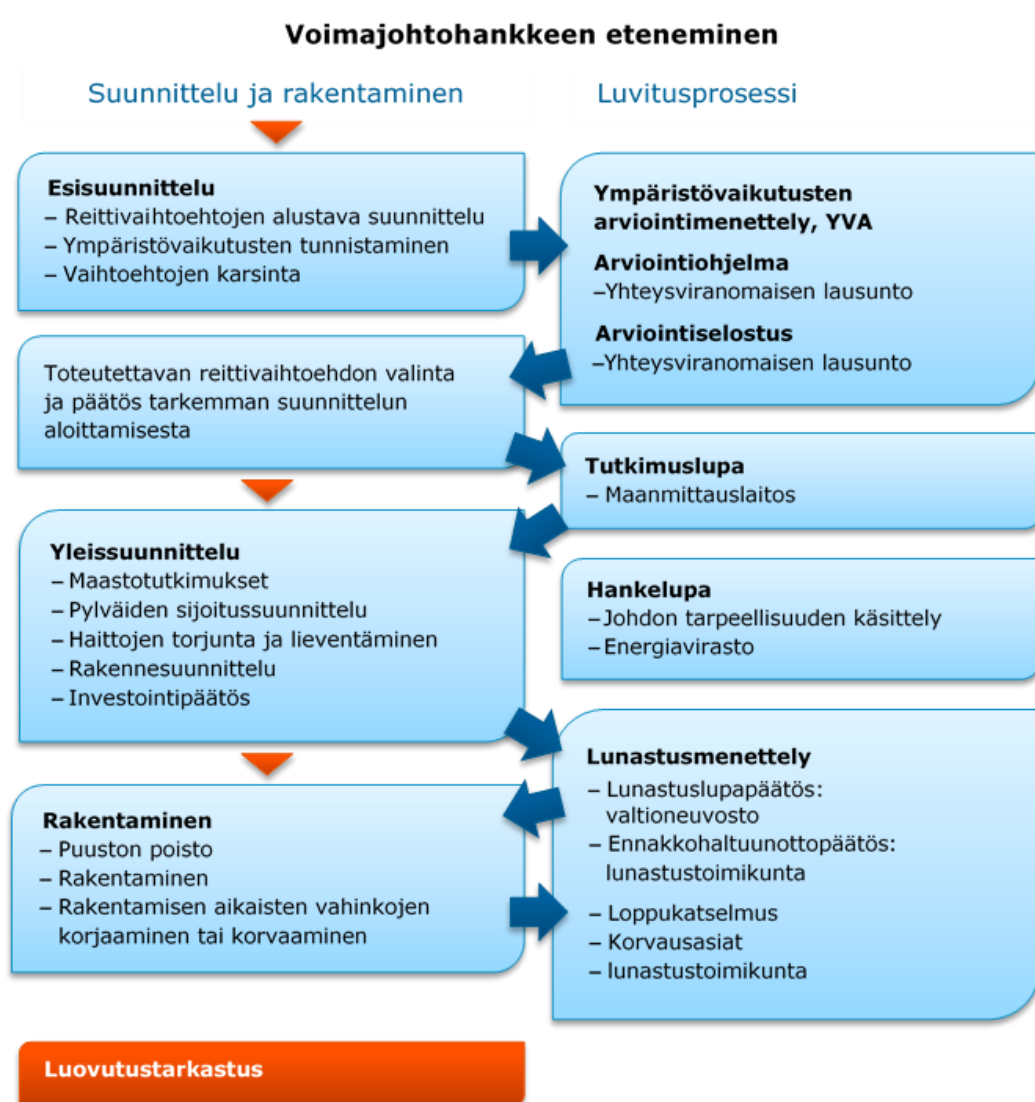 Voimajohtohankkeen eteneminen
Suunnittelu ja rakentaminen
Luvitusprosessi
Esisuunnittelu
– Reittivaihtoehtojen alustava suunnittelu
– Ympäristövaikutusten tunnistaminen
– Vaihtoehtojen karsinta
Ympäristövaikutusten
arviointimenettely, YVA
Arviointiohjelma
–Yhteysviranomaisen lausunto
Arviointiselostus
–Yhteysviranomaisen lausunto
Toteutettavan reittivaihtoehdon valinta
ja päätös tarkemman suunnittelun
aloittamisesta
Tutkimuslupa
– Maanmittauslaitos
Yleissuunnittelu
– Maastotutkimukset
– Pylväiden sijoitussuunnittelu
– Haittojen torjunta ja lieventäminen
– Rakennesuunnittelu
– Investointipäätös
Hankelupa
–Johdon tarpeellisuuden käsittely
–Energiavirasto
Lunastusmenettely
– Lunastuslupapäätös:
valtioneuvosto
– Ennakkohaltuunottopäätös:
lunastustoimikunta
– Loppukatselmus
– Korvausasiat
– lunastustoimikunta
Rakentaminen
– Puuston poisto
– Rakentaminen
– Rakentamisen aikaisten vahinkojen
korjaaminen tai korvaaminen
Luovutustarkastus